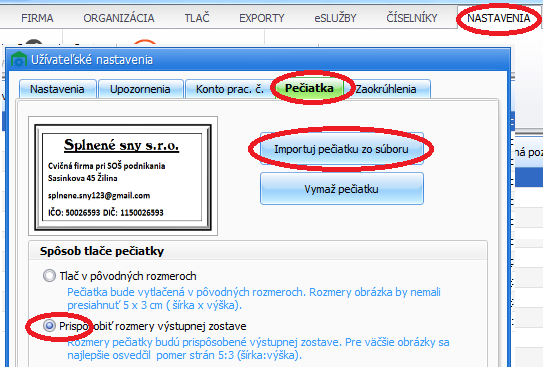 FIRMA ORGANIZÁCIA TLAČ EXPORTY eSLUŽBY ČÍSELNÍKY NASTAVENIA
Užívateľské nastavenia
Nastavenia Upozornenia Konto prac. č. Pečiatka Zaokrúhlenia
Splnené sny s.r.o.
Cvičná firma pri SOŠ podnikania
Sasinkova 45 Žilina
splnene.sny123@gmail.com
IČO: 50026593 DIČ: 1150026593
Importuj pečiatku zo súboru
Vymaž pečiatku
ná poz
Spôsob tlače pečiatky
Tlač v pôvodných rozmeroch
Pečiatka bude vytlačená v pôvodných rozmeroch. Rozmery obrázka by nemali
presiahnuť 5 x 3 cm ( šírka x výška).
Prispôsobiť rozmery výstupnej zostave
Rozmery pečiatky budú prispôsobené výstupnej zostave. Pre väčšie obrázky sa
najlepšie osvedčil pomer strán 5:3 (šírka:výška).